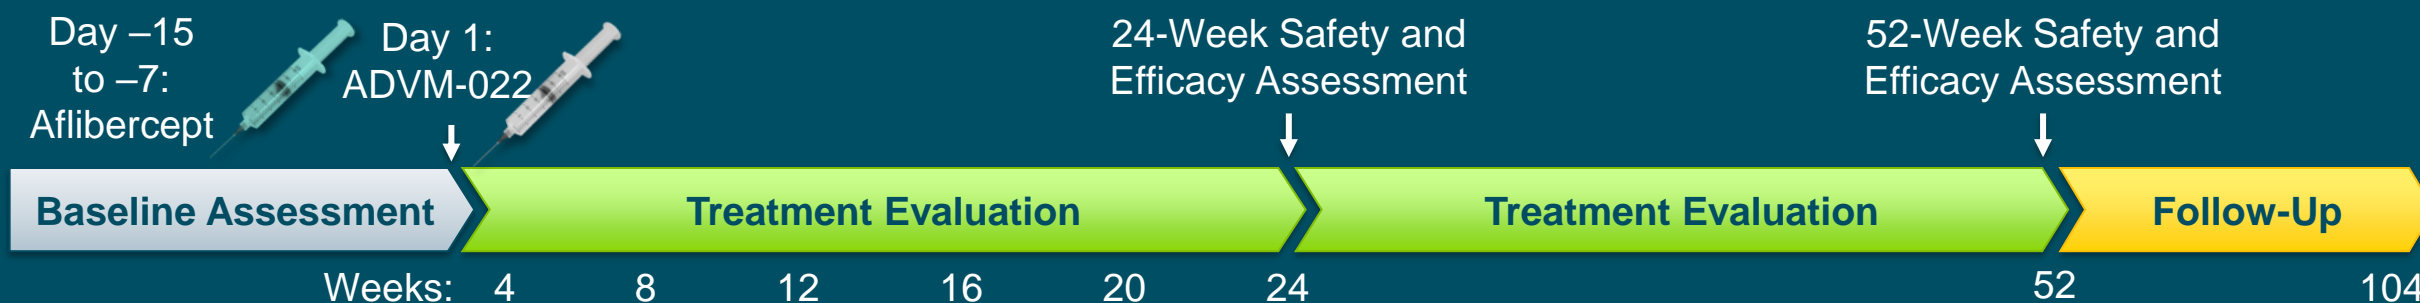 Day –15
to –7:
Aflibercept
Day 1:
ADVM-022
24-Week Safety and
Efficacy Assessment
52-Week Safety and
Efficacy Assessment
Baseline Assessment
Treatment Evaluation
Treatment Evaluation
Follow-Up
Weeks: 4 8 12 16 20 24 52 104